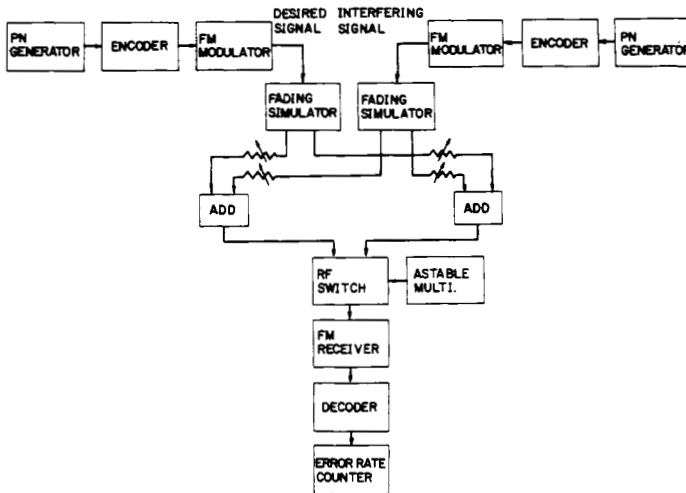 DESIRED INTERFERING
SIGNAL SIGNAL
PN
GENERATOR
ENCODER
FM
MODULATOR
FM
MODULATOR
ENCODER
PN
GENERATOR
FADING
SIMULATOR
FADING
SIMULATOR
ADD
ADD
RF
SWITCH
ASTABLE
MULTI.
FM
RECEIVER
DECODER
ERROR RATE
COUNTER